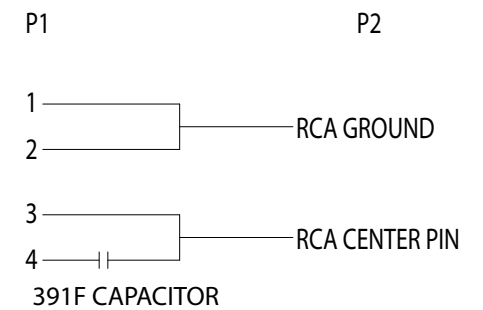 P1 P2
1
RCA GROUND
2
3
RCA CENTER PIN
4
391F CAPACITOR